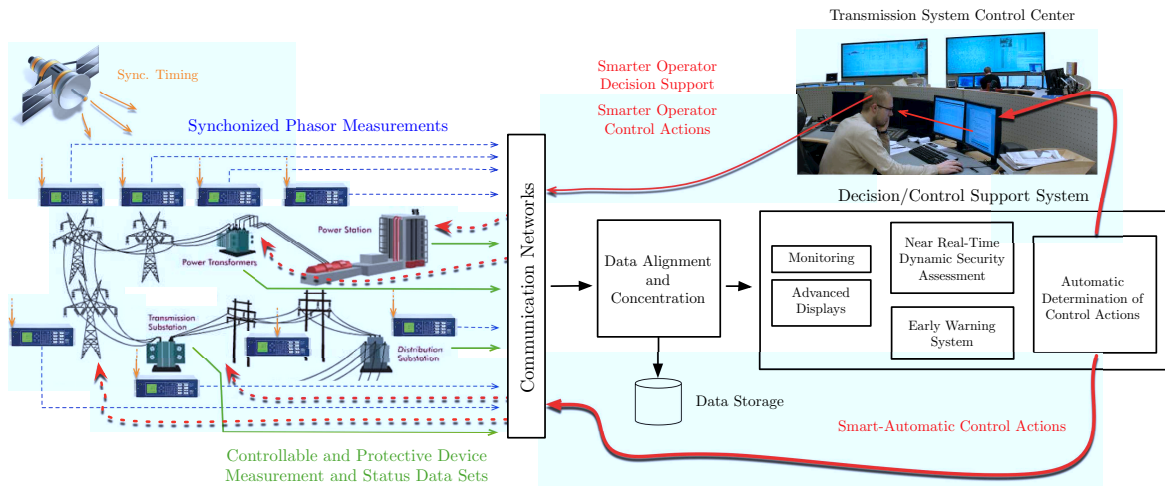 Transmission System Control Center
Sync. Timing
Smarter Operator
Decision Support
Smarter Operator
Control Actions
Synchonized Phasor Measurements
Decision/Control Support System
Power Station
Power Transformers
Communication Networks
Data Alignment
and
Concentration
Monitoring
Advanced
Displays
Near Real-Time
Dynamic Security
Assessment
Early Warning
System
Automatic
Determination of
Control Actions
Transmission
Substation
Distribution
Substation
Data Storage
Smart-Automatic Control Actions
Controllable and Protective Device
Measurement and Status Data Sets